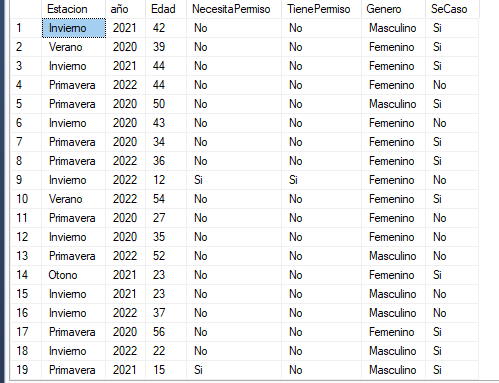 Estacion año Edad NecesitaPermiso TienePermiso Genero SeCaso
1 Invierno 2021 42 No No Masculino Si
2 Verano 2020 39 No No Femenino Si
3 Invierno 2021 44 No No Femenino Si
4 Primavera 2022 44 No No Femenino No
5 Primavera 2020 50 No No Masculino Si
6 Invierno 2020 43 No No Femenino No
7 Primavera 2020 34 No No Femenino Si
8 Primavera 2022 36 No No Femenino Si
9 Invierno 2022 12 Si Si Femenino Si
10 Verano 2022 54 No No Femenino Si
11 Primavera 2020 27 No No Femenino No
12 Invierno 2020 35 No No Femenino No
13 Primavera 2022 52 No No Masculino No
14 Otono 2021 23 No No Femenino Si
15 Invierno 2021 23 No No Masculino No
16 Invierno 2022 37 No No Masculino No
17 Primavera 2020 56 No No Femenino Si
18 Invierno 2022 22 No No Masculino Si
19 Primavera 2021 15 Si No Masculino Si